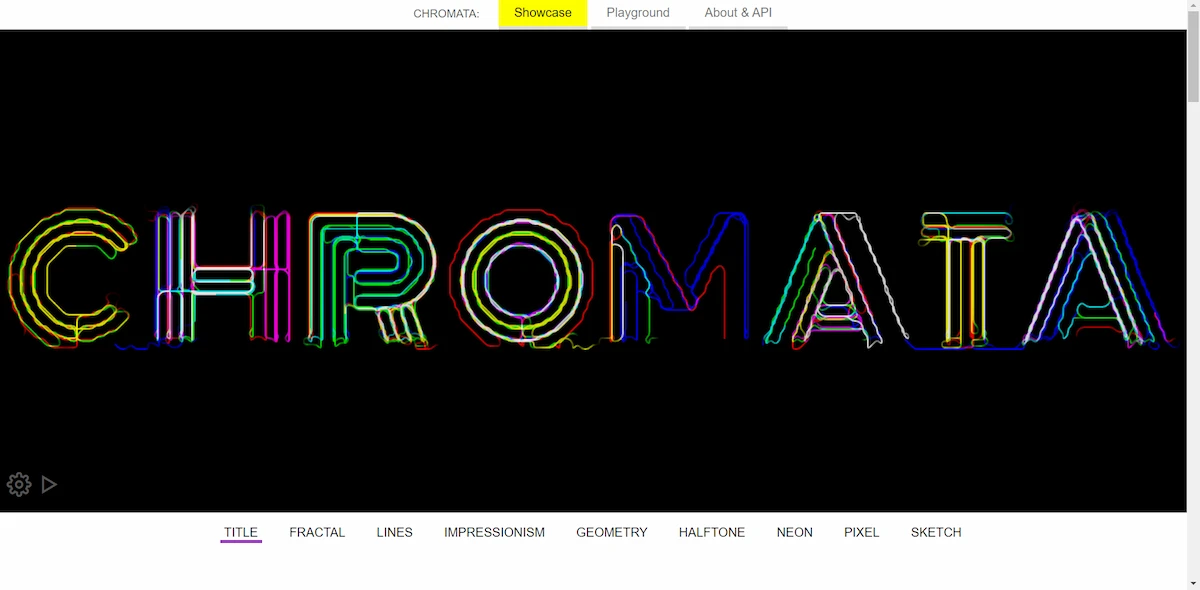 CHROMATA: Showcase Playground About & API
CHROMATA
TITLE FRACTAL LINES IMPRESSIONISM GEOMETRY HALFTONE NEON PIXEL SKETCH